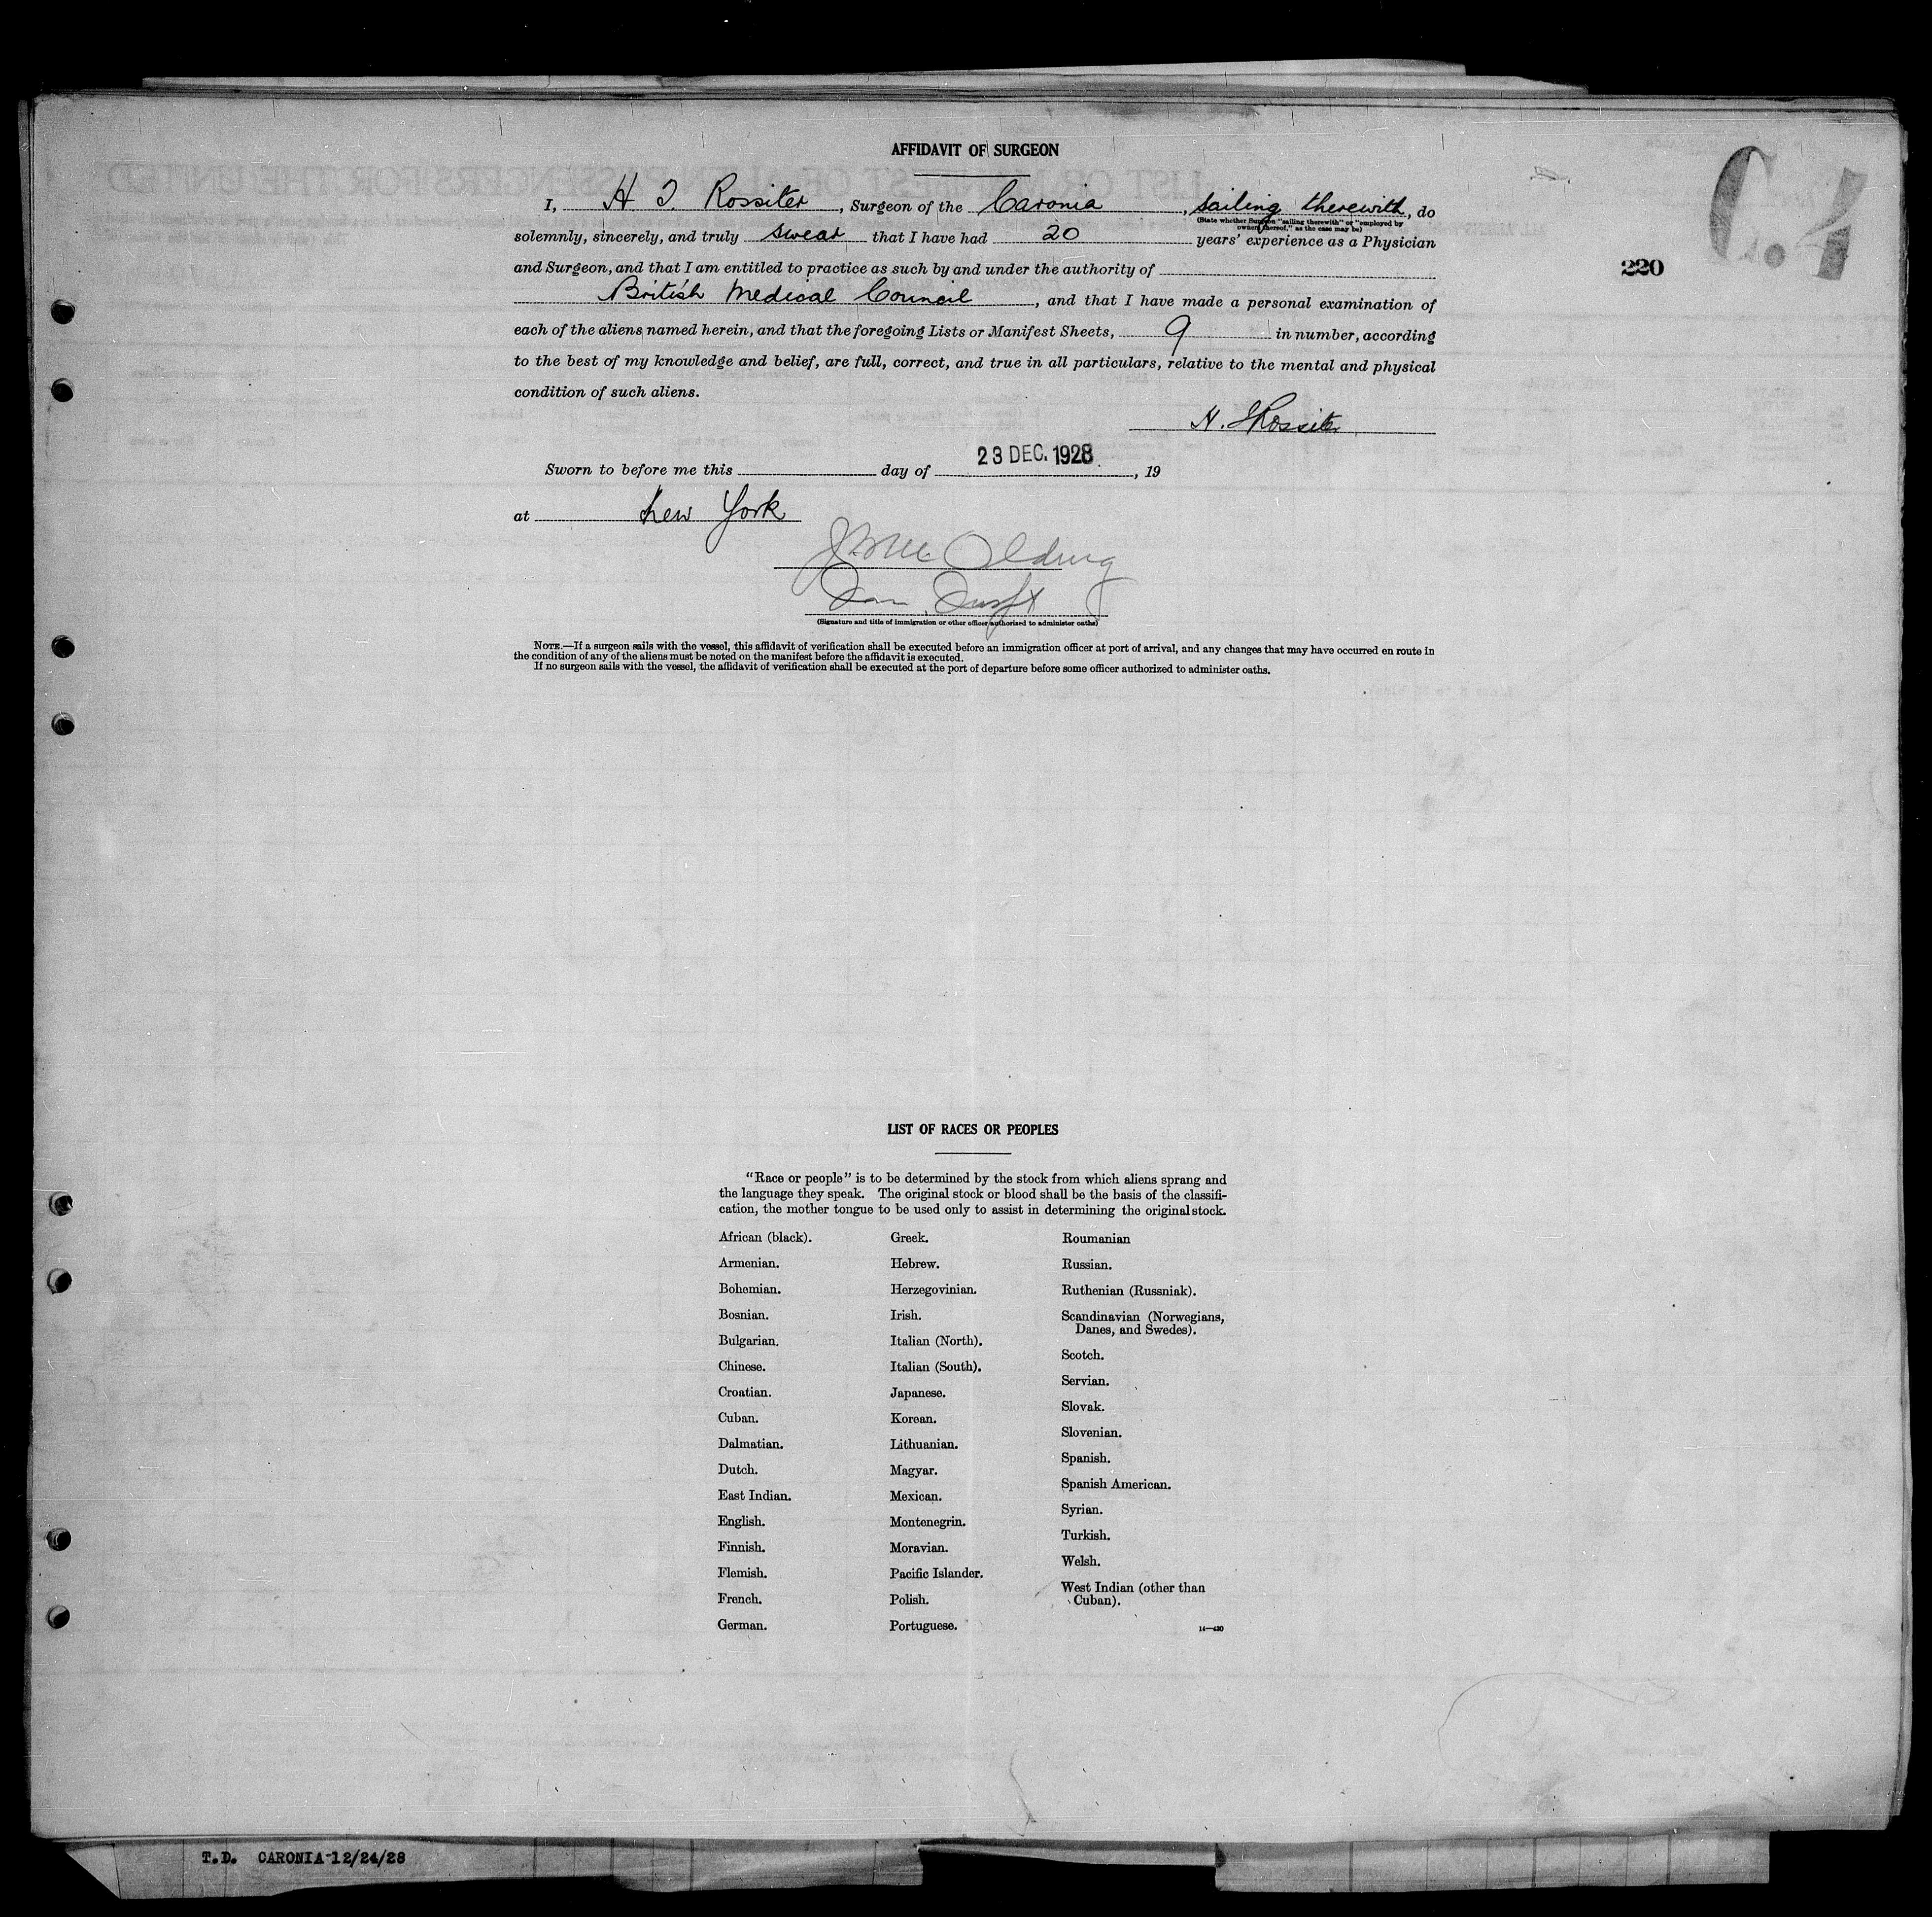 AFFIDAVIT OF SURGEON
I, H Rossiter, Surgeon of the Caronia, sailing therewith, do
(State whether Surgeon "sailing therewith" or "employed by
owners thereof," as the case may be)
solemnly, sincerely, and truly swear that I have had 20 years' experience as a Physician
and Surgeon, and that I am entitled to practice as such by and under the authority of
British Medical Council, and that I have made a personal examination of
each of the aliens named herein, and that the foregoing Lists or Manifest Sheets, 9 in number, according
to the best of my knowledge and belief, are full, correct, and true in all particulars, relative to the mental and physical
condition of such aliens.
H. Rossiter
Sworn to before me this day of 23 DEC. 1928, 19
at New York
(Signature and title of immigration or other officer authorized to administer oaths)
NOTE.—If a surgeon sails with the vessel, this affidavit of verification shall be executed before an immigration officer at port of arrival, and any changes that may have occurred en route in
the condition of any of the aliens must be noted on the manifest before the affidavit is executed.
If no surgeon sails with the vessel, the affidavit of verification shall be executed at the port of departure before some officer authorized to administer oaths.
220
LIST OF RACES OR PEOPLES
"Race or people" is to be determined by the stock from which aliens sprang and
the language they speak. The original stock or blood shall be the basis of the classifi-
cation, the mother tongue to be used only to assist in determining the original stock.
African (black).
Armenian.
Bohemian.
Bosnian.
Bulgarian.
Chinese.
Croatian.
Cuban.
Dalmatian.
Dutch.
East Indian.
English.
Finnish.
Flemish.
French.
German.
Greek.
Hebrew.
Herzegovinian.
Irish.
Italian (North).
Italian (South).
Japanese.
Korean.
Lithuanian.
Magyar.
Mexican.
Montenegrin.
Moravian.
Pacific Islander.
Polish.
Portuguese.
Roumanian
Russian.
Ruthenian (Russniak).
Scandinavian (Norwegians,
Danes, and Swedes).
Scotch.
Servian.
Slovak.
Slovenian.
Spanish.
Spanish American.
Syrian.
Turkish.
Welsh.
West Indian (other than
Cuban).
14—430
T.D. CARONIA-12/24/28